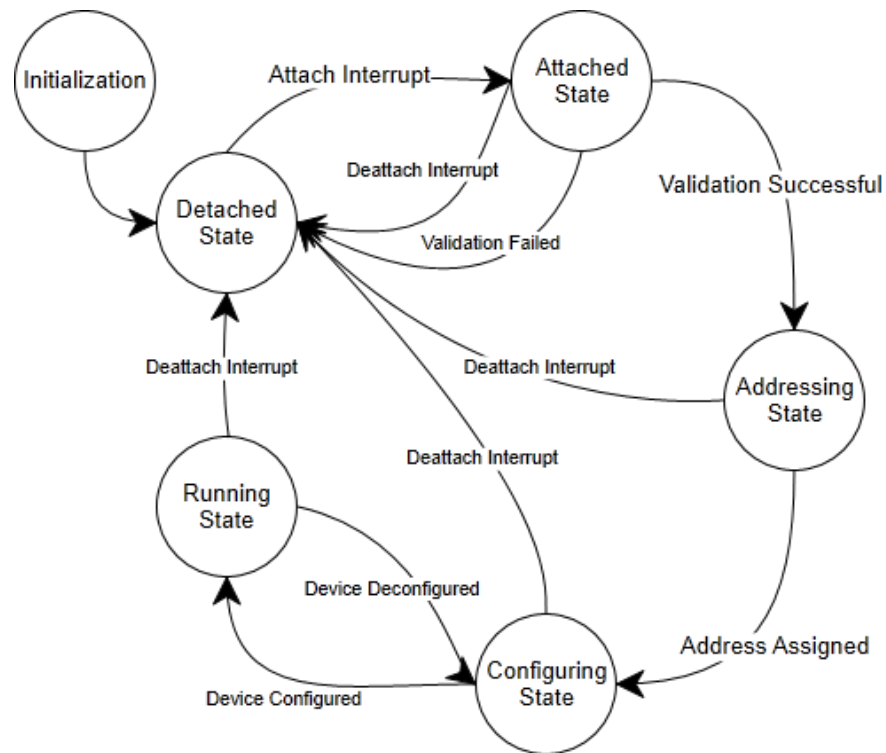 Initialization
Attach Interrupt
Attached
State
Deattach Interrupt
Validation Successful
Detached
State
Validation Failed
Deattach Interrupt
Deattach Interrupt
Addressing
State
Deattach Interrupt
Running
State
Device Deconfigured
Address Assigned
Configuring
State
Device Configured